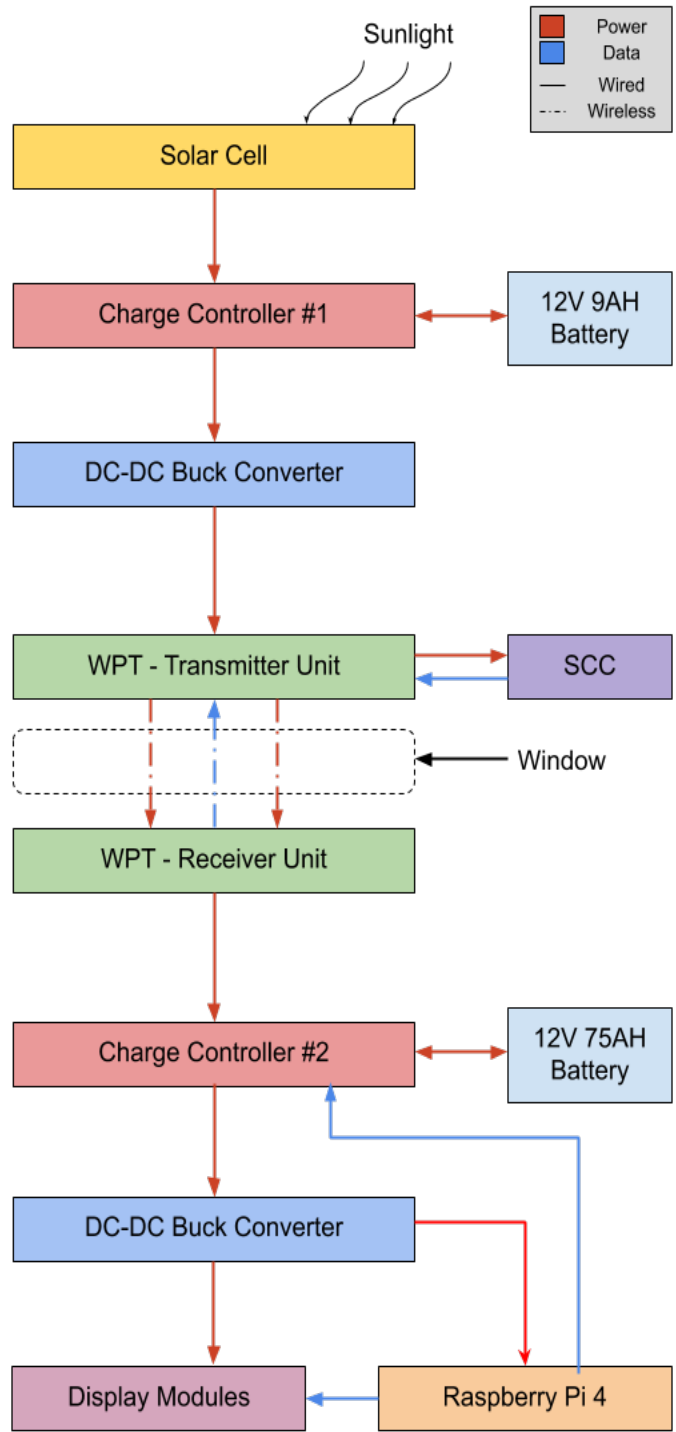 Sunlight
Power
Data
Wired
Wireless
Solar Cell
Charge Controller #1
12V 9AH
Battery
DC-DC Buck Converter
WPT - Transmitter Unit
SCC
Window
WPT - Receiver Unit
Charge Controller #2
12V 75AH
Battery
DC-DC Buck Converter
Display Modules
Raspberry Pi 4